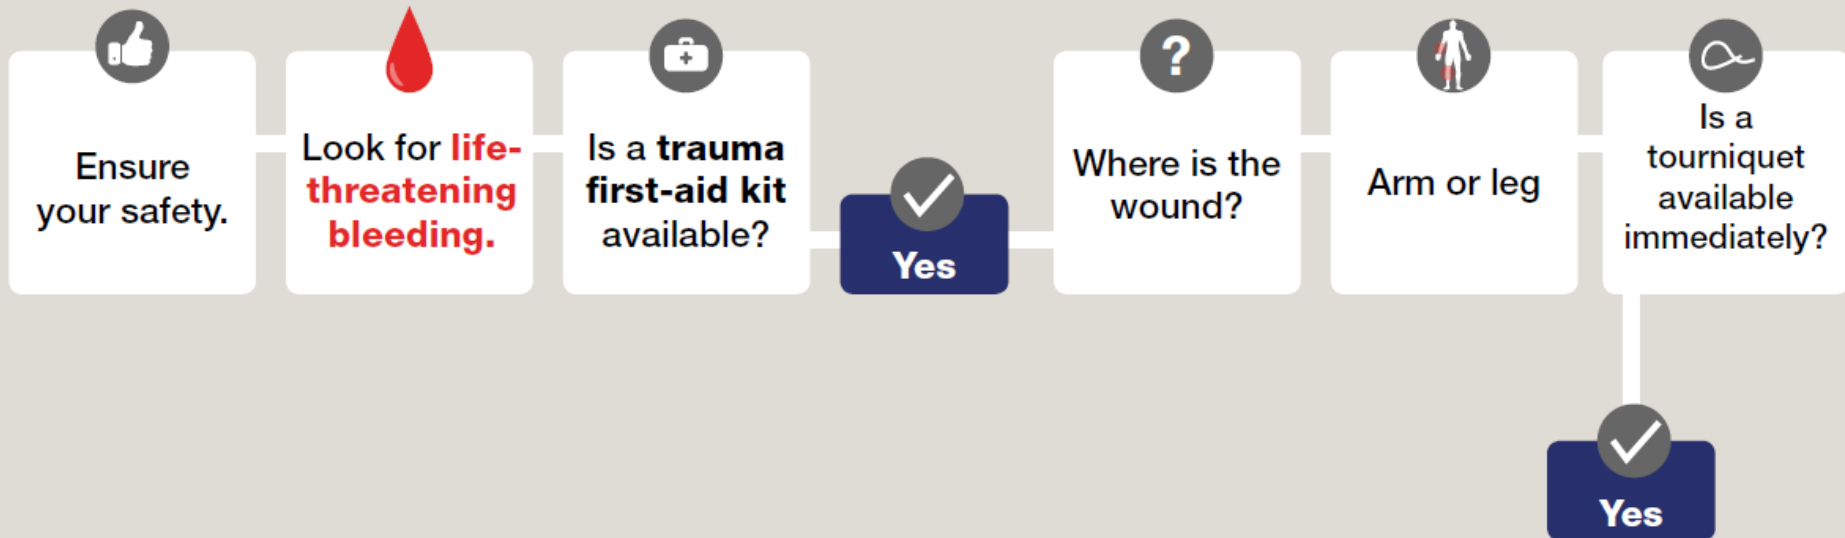 Ensure
your safety.
Look for life-
threatening
bleeding.
Is a trauma
first-aid kit
available?
Yes
?
Where is the
wound?
Arm or leg
Is a
tourniquet
available
immediately?
Yes